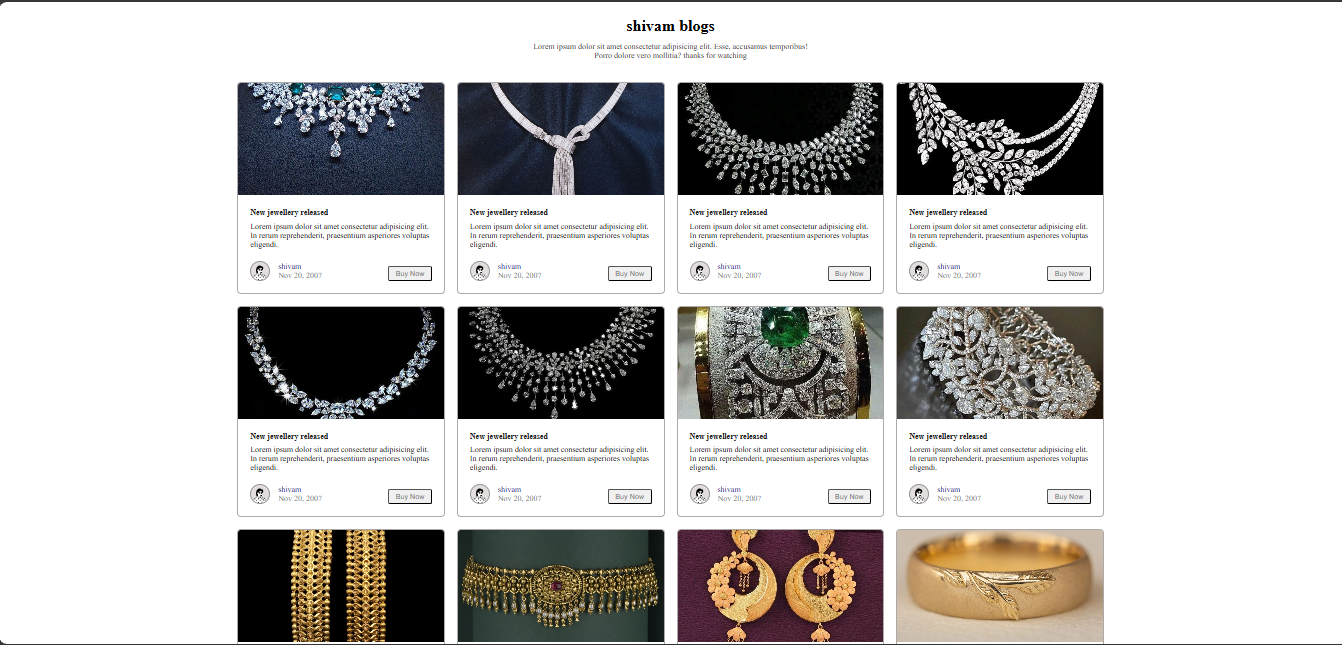 shivam blogs
Lorem ipsum dolor sit amet consectetur adipisicing elit. Esse, accusamus temporibus!
Porro dolore vero mollitia? thanks for watching
New jewellery released
Lorem ipsum dolor sit amet consectetur adipisicing elit.
In rerum reprehenderit, praesentium asperiores voluptas
eligendi.
shivam
Nov 20, 2007
Buy Now
New jewellery released
Lorem ipsum dolor sit amet consectetur adipisicing elit.
In rerum reprehenderit, praesentium asperiores voluptas
eligendi.
shivam
Nov 20, 2007
Buy Now
New jewellery released
Lorem ipsum dolor sit amet consectetur adipisicing elit.
In rerum reprehenderit, praesentium asperiores voluptas
eligendi.
shivam
Nov 20, 2007
Buy Now
New jewellery released
Lorem ipsum dolor sit amet consectetur adipisicing elit.
In rerum reprehenderit, praesentium asperiores voluptas
eligendi.
shivam
Nov 20, 2007
Buy Now
New jewellery released
Lorem ipsum dolor sit amet consectetur adipisicing elit.
In rerum reprehenderit, praesentium asperiores voluptas
eligendi.
shivam
Nov 20, 2007
Buy Now
New jewellery released
Lorem ipsum dolor sit amet consectetur adipisicing elit.
In rerum reprehenderit, praesentium asperiores voluptas
eligendi.
shivam
Nov 20, 2007
Buy Now
New jewellery released
Lorem ipsum dolor sit amet consectetur adipisicing elit.
In rerum reprehenderit, praesentium asperiores voluptas
eligendi.
shivam
Nov 20, 2007
Buy Now
New jewellery released
Lorem ipsum dolor sit amet consectetur adipisicing elit.
In rerum reprehenderit, praesentium asperiores voluptas
eligendi.
shivam
Nov 20, 2007
Buy Now